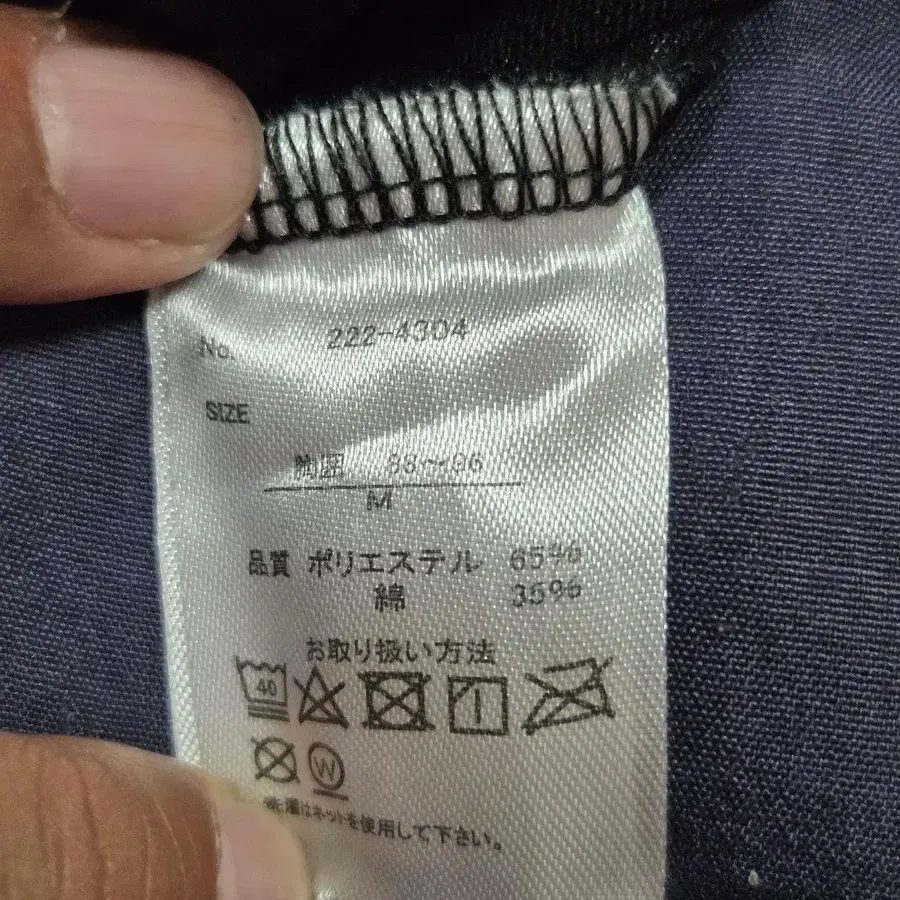 No. 222-4304
SIZE
胸囲 88～96
M
品質 ポリエステル 65%
綿 35%
お取り扱い方法
40
W
洗濯はネットを使用して下さい。